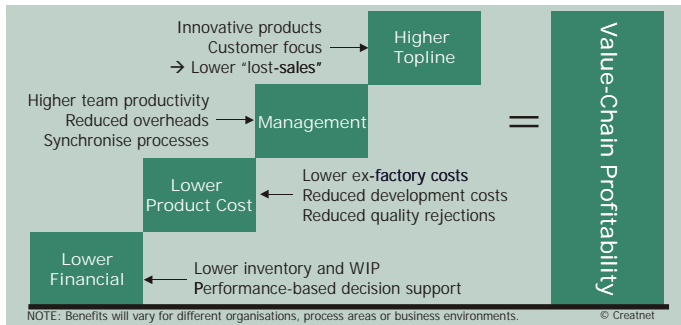 Innovative products
Customer focus
→ Lower "lost-sales"
Higher
Topline
Higher team productivity
Reduced overheads
Synchronise processes
Management
=
Value-Chain Profitability
Lower
Product Cost
Lower ex-factory costs
Reduced development costs
Reduced quality rejections
Lower
Financial
Lower inventory and WIP
Performance-based decision support
NOTE: Benefits will vary for different organisations, process areas or business environments.
© Creatnet